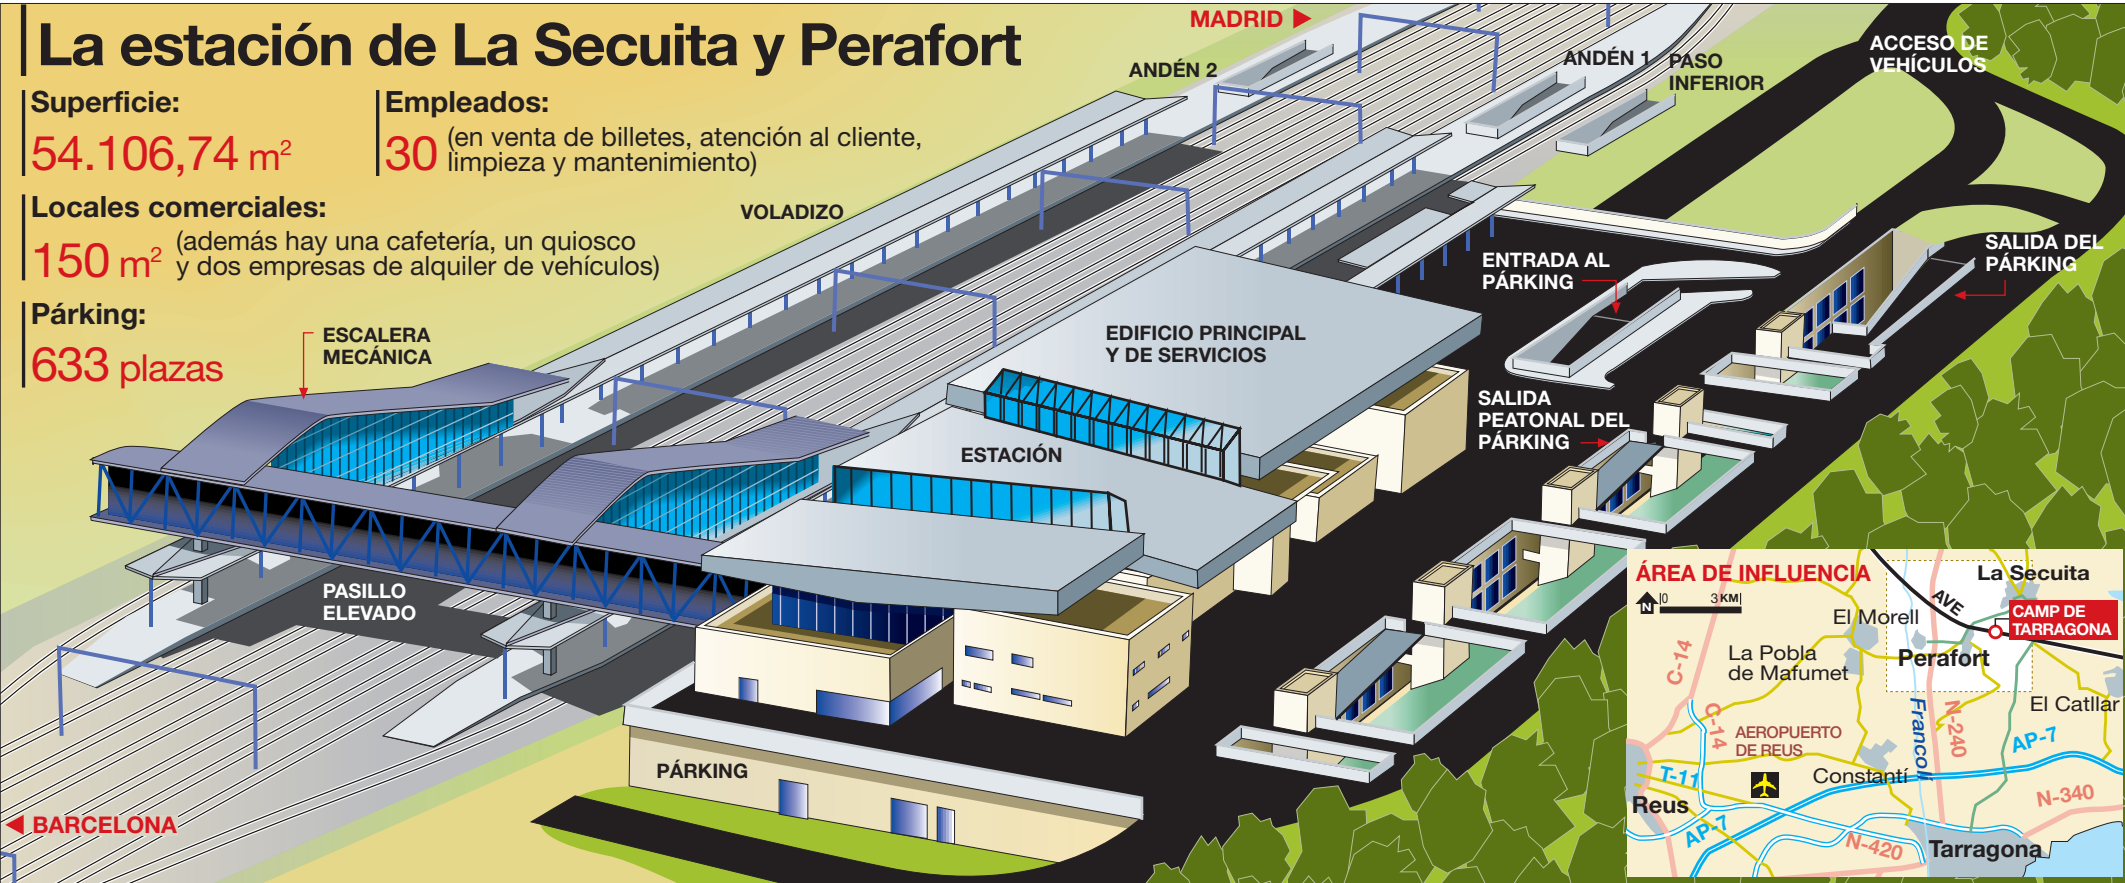 La estación de La Secuita y Perafort
Superficie:
54.106,74 m²
Empleados:
30 (en venta de billetes, atención al cliente,
limpieza y mantenimiento)
Locales comerciales:
150 m² (además hay una cafetería, un quiosco
y dos empresas de alquiler de vehículos)
Párking:
633 plazas
MADRID
ANDÉN 2
ANDÉN 1
PASO
INFERIOR
ACCESO DE
VEHÍCULOS
VOLADIZO
ENTRADA AL
PÁRKING
SALIDA DEL
PÁRKING
ESCALERA
MECÁNICA
EDIFICIO PRINCIPAL
Y DE SERVICIOS
SALIDA
PEATONAL DEL
PÁRKING
ESTACIÓN
PASILLO
ELEVADO
PÁRKING
BARCELONA
ÁREA DE INFLUENCIA
N
0 3 KM
La Secuita
AVE
CAMP DE
TARRAGONA
El Morell
Perafort
La Pobla
de Mafumet
C-14
El Catllar
C-14
AEROPUERTO
DE REUS
Francolí
N-240
AP-7
T-11
Constantí
Reus
AP-7
N-340
N-420
Tarragona